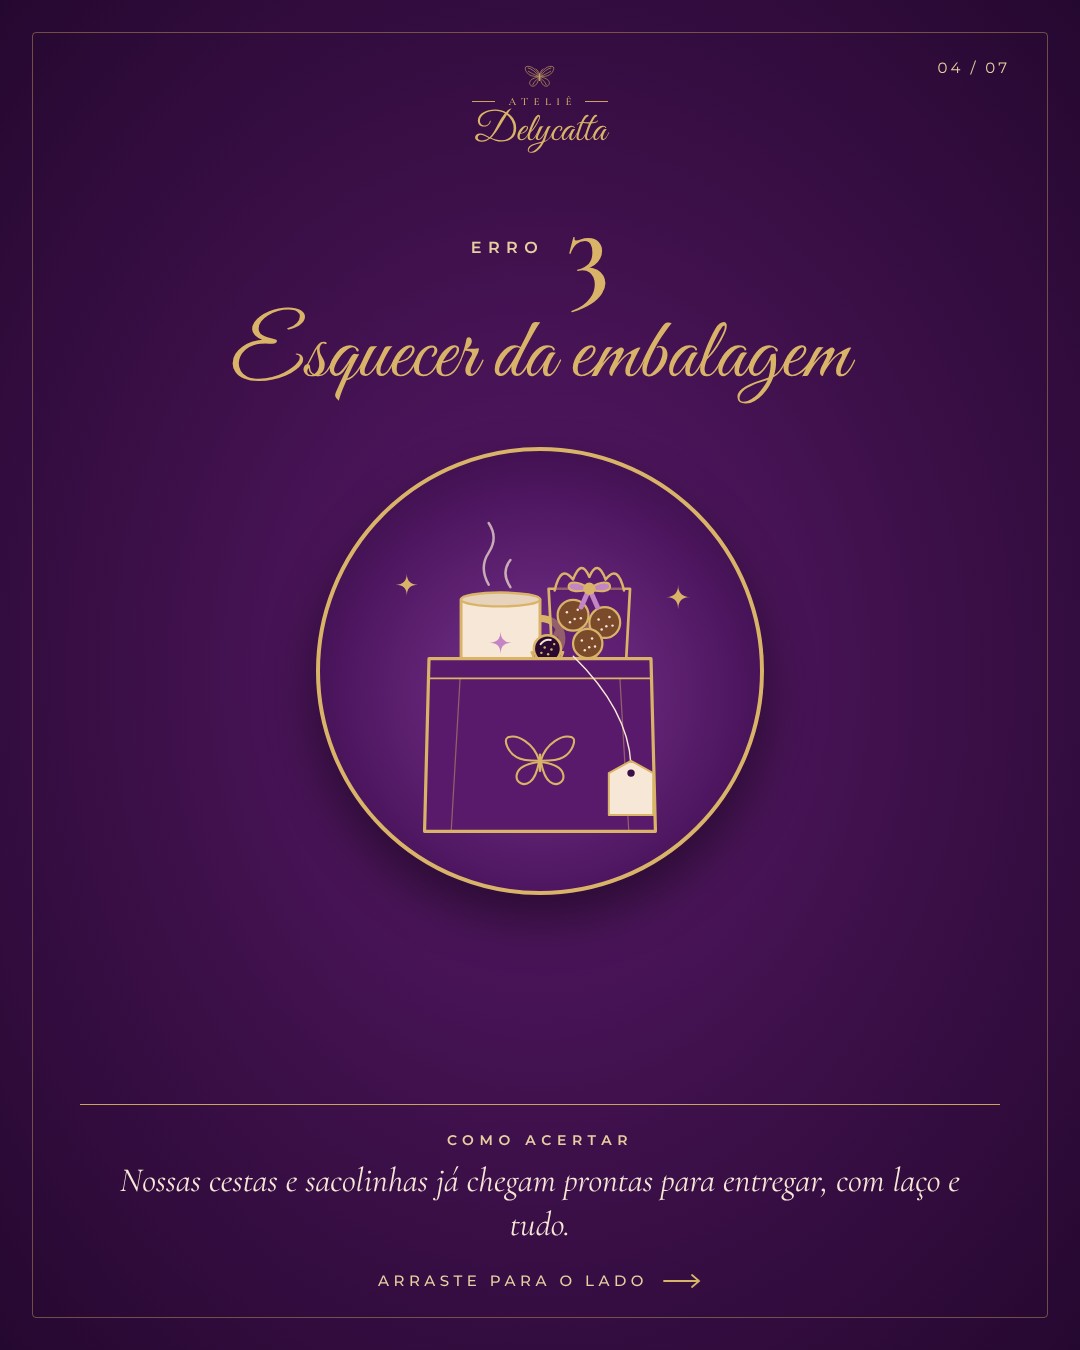 04 / 07
ATELIÊ
Delycatta
ERRO 3
Esquecer da embalagem
COMO ACERTAR
Nossas cestas e sacolinhas já chegam prontas para entregar, com laço e
tudo.
ARRASTE PARA O LADO